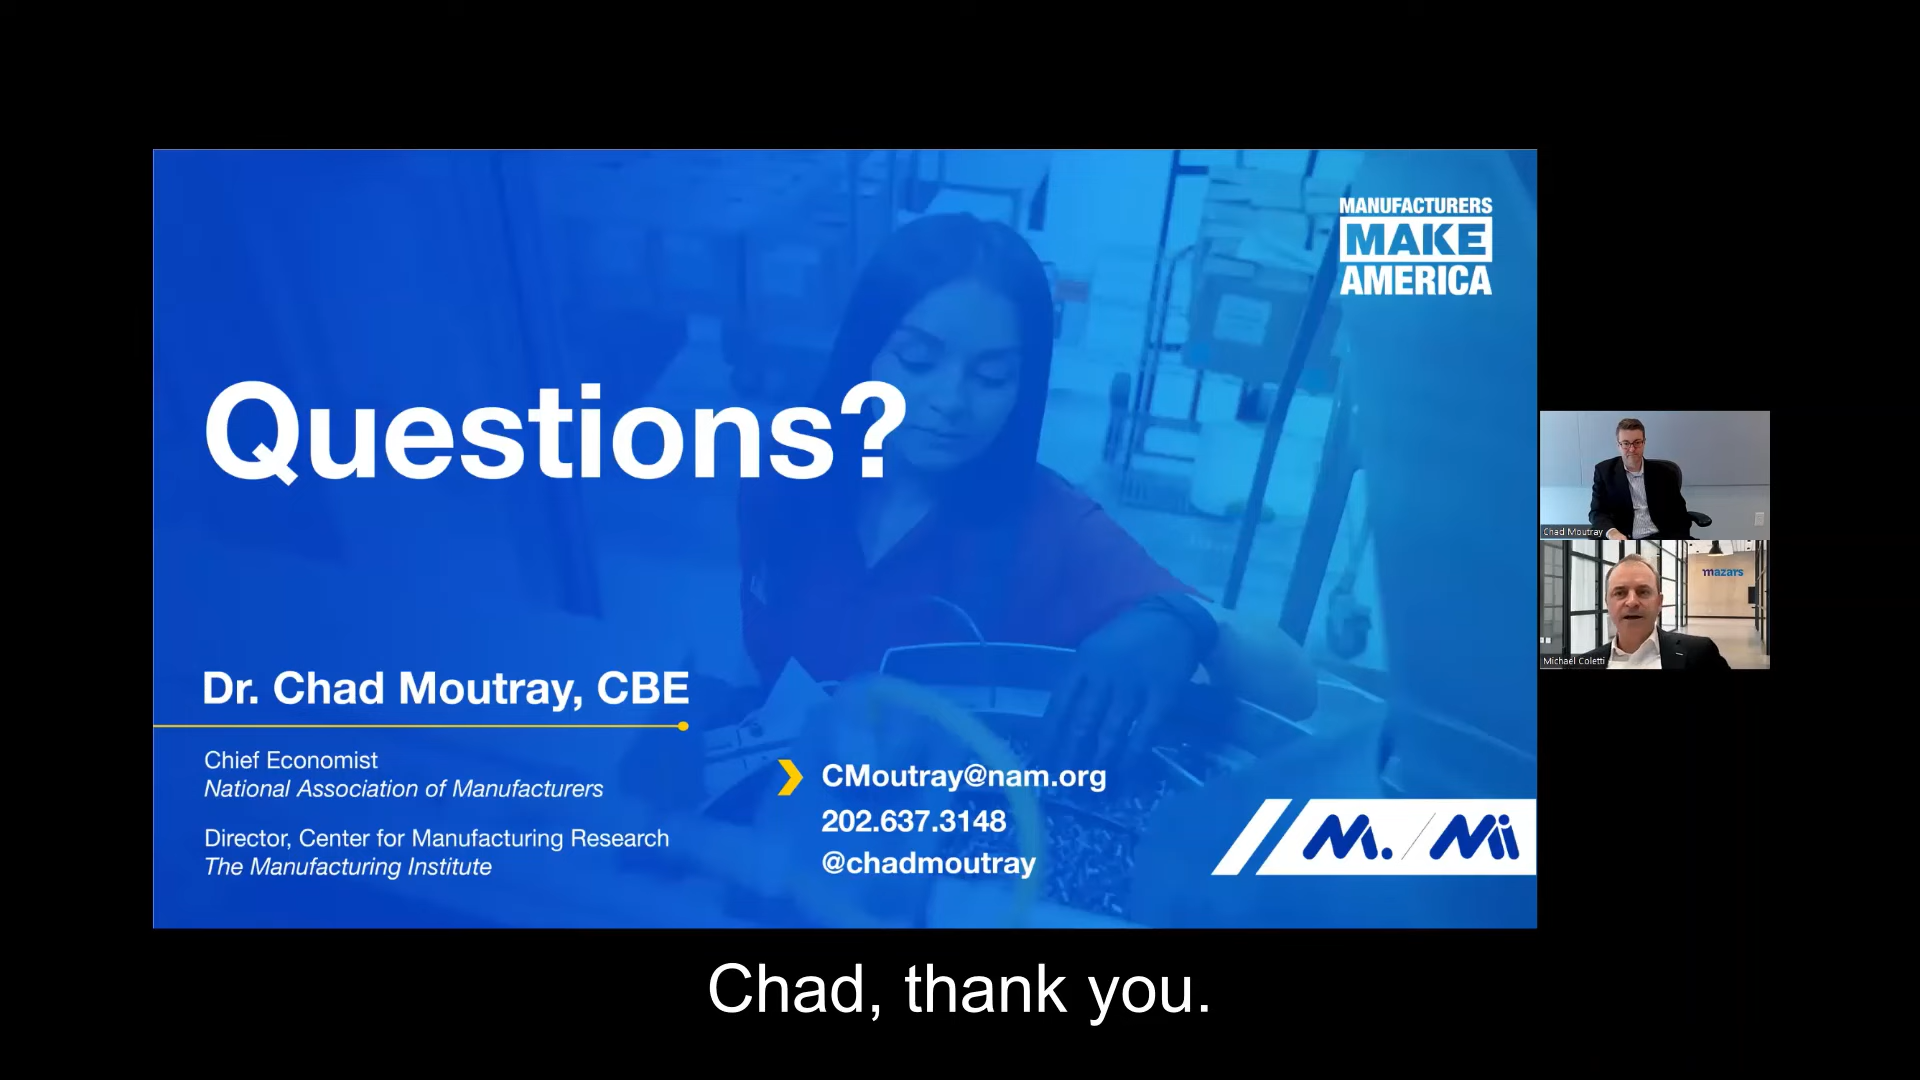 MANUFACTURERS
MAKE
AMERICA
Questions?
Dr. Chad Moutray, CBE
Chief Economist
National Association of Manufacturers
Director, Center for Manufacturing Research
The Manufacturing Institute
CMoutray@nam.org
202.637.3148
@chadmoutray
M. / Mi
Chad Moutray
mazars
Michael Coletti
Chad, thank you.